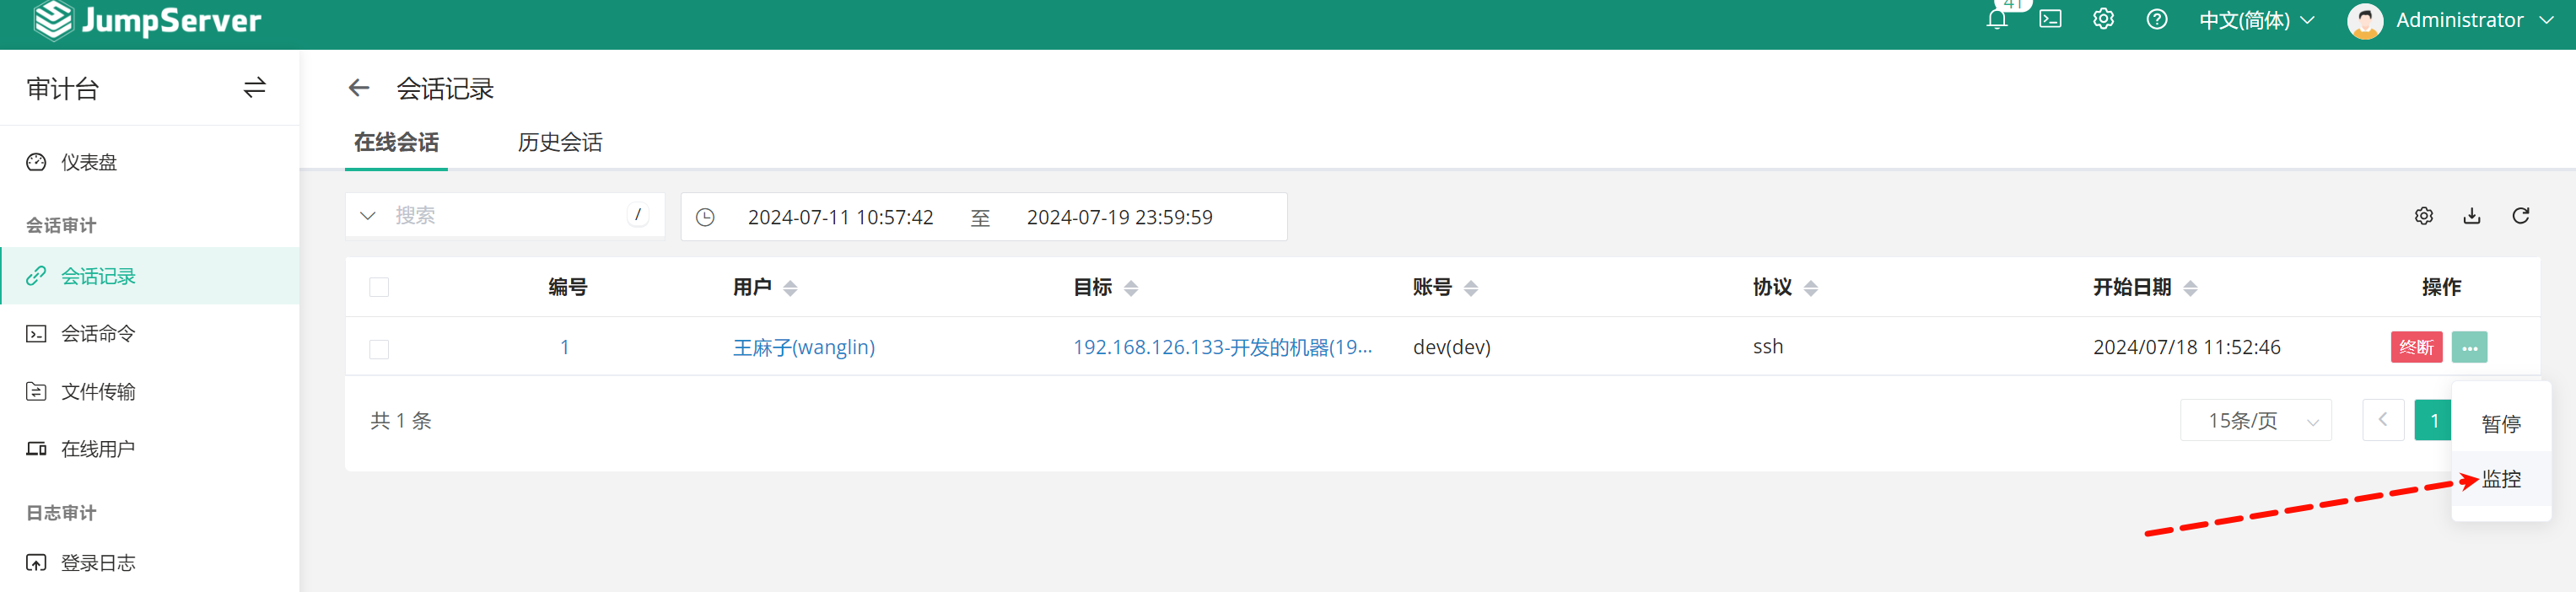 JumpServer
41
中文(简体)
Administrator
审计台
仪表盘
会话审计
会话记录
会话命令
文件传输
在线用户
日志审计
登录日志
会话记录
在线会话 历史会话
搜索 / 2024-07-11 10:57:42 至 2024-07-19 23:59:59
编号 用户 目标 账号 协议 开始日期 操作
1 王麻子(wanglin) 192.168.126.133-开发的机器(19... dev(dev) ssh 2024/07/18 11:52:46 终断 ...
共 1 条 15条/页 1
暂停
监控